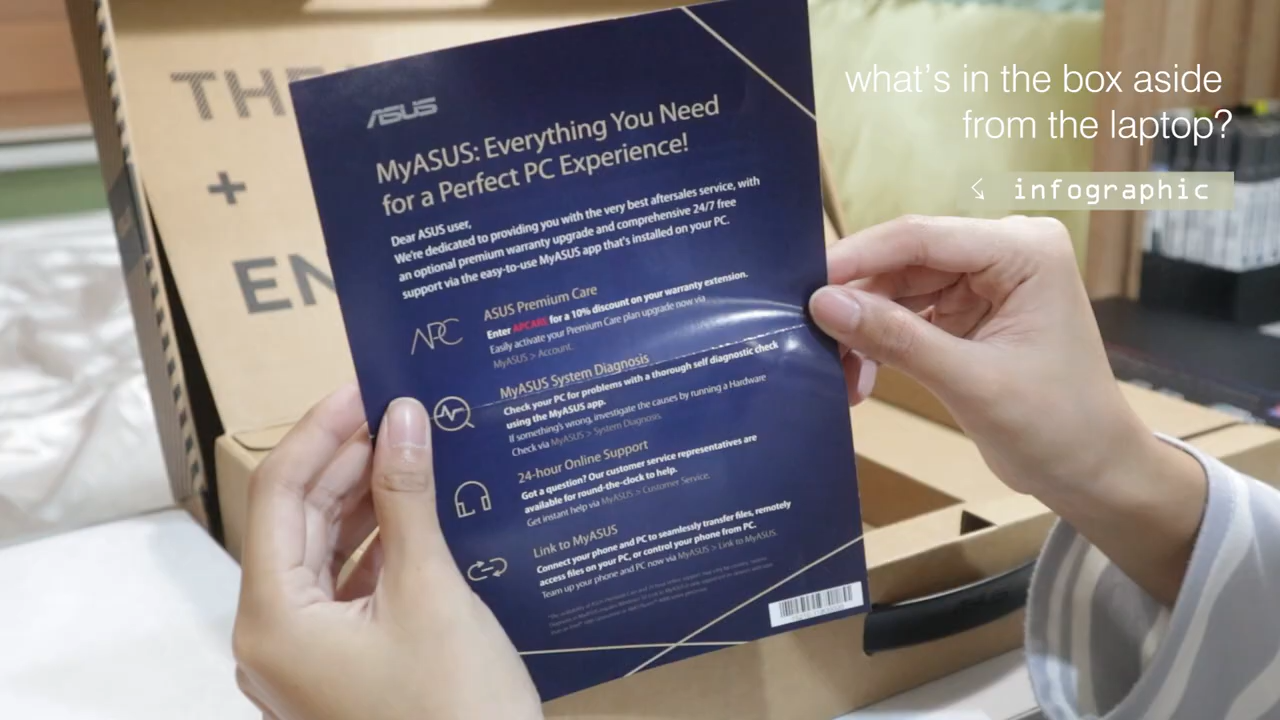 what's in the box aside
from the laptop?
infographic
ASUS
MyASUS: Everything You Need
for a Perfect PC Experience!
Dear ASUS user,
We're dedicated to providing you with the very best aftersales service, with
an optional premium warranty upgrade and comprehensive 24/7 free
support via the easy-to-use MyASUS app that's installed on your PC.
APC
ASUS Premium Care
Enter APCARE for a 10% discount on your warranty extension.
Easily activate your Premium Care plan upgrade now via
MyASUS > Account.
MyASUS System Diagnosis
Check your PC for problems with a thorough self diagnostic check
using the MyASUS app.
If something's wrong, investigate the causes by running a Hardware
Check via MyASUS > System Diagnosis.
24-hour Online Support
Got a question? Our customer service representatives are
available for round-the-clock to help.
Get instant help via MyASUS > Customer Service.
Link to MyASUS
Connect your phone and PC to seamlessly transfer files, remotely
access files on your PC, or control your phone from PC.
Team up your phone and PC now via MyASUS > Link to MyASUS.
+